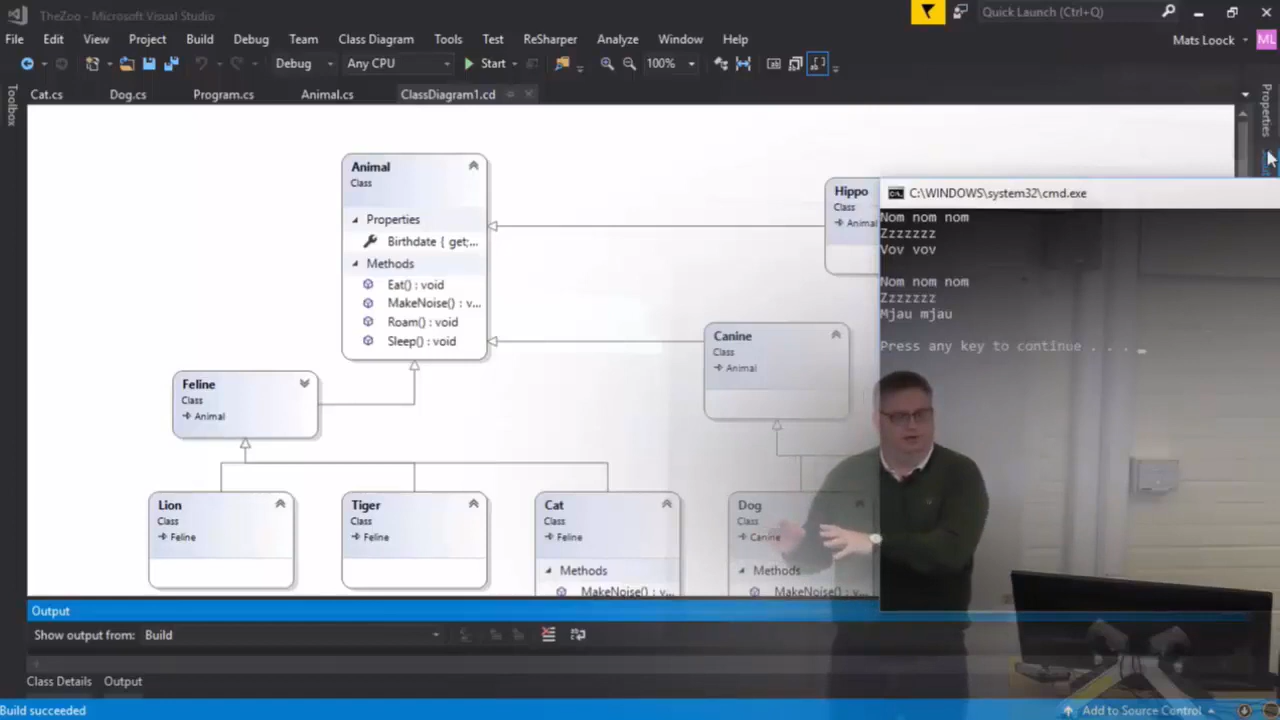 TheZoo - Microsoft Visual Studio
Quick Launch (Ctrl+Q)
File Edit View Project Build Debug Team Class Diagram Tools Test ReSharper Analyze Window Help
Mats Loock ML
Debug Any CPU Start 100%
Toolbox
Cat.cs Dog.cs Program.cs Animal.cs ClassDiagram1.cd
Properties
Animal
Class
Properties
Birthdate { get;...
Methods
Eat() : void
MakeNoise() : v...
Roam() : void
Sleep() : void
Hippo
Class
Animal
Canine
Class
Animal
Feline
Class
Animal
Lion
Class
Feline
Tiger
Class
Feline
Cat
Class
Feline
Methods
MakeNoise() : v...
Dog
Class
Canine
Methods
MakeNoise() : v...
C:\WINDOWS\system32\cmd.exe
Nom nom nom
Zzzzzzz
Vov vov
Nom nom nom
Zzzzzzz
Mjau mjau
Press any key to continue . . . _
Output
Show output from: Build
Class Details Output
Build succeeded
Add to Source Control